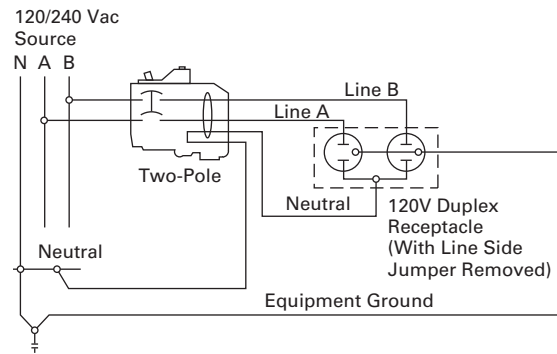 120/240 Vac
Source
N A B
Line B
Line A
Two-Pole
Neutral
120V Duplex
Receptacle
(With Line Side
Jumper Removed)
Neutral
Equipment Ground